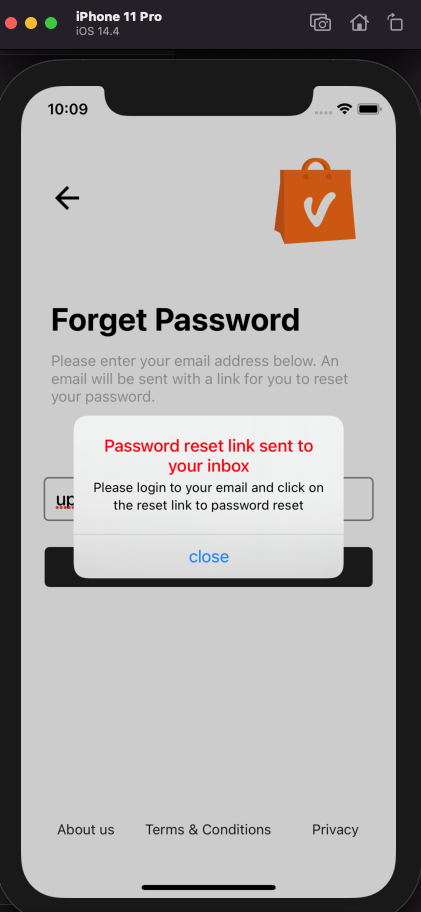 iPhone 11 Pro
iOS 14.4
10:09
Forget Password
Please enter your email address below. An
email will be sent with a link for you to reset
your password.
Password reset link sent to
your inbox
Please login to your email and click on
the reset link to password reset
up
close
About us
Terms & Conditions
Privacy